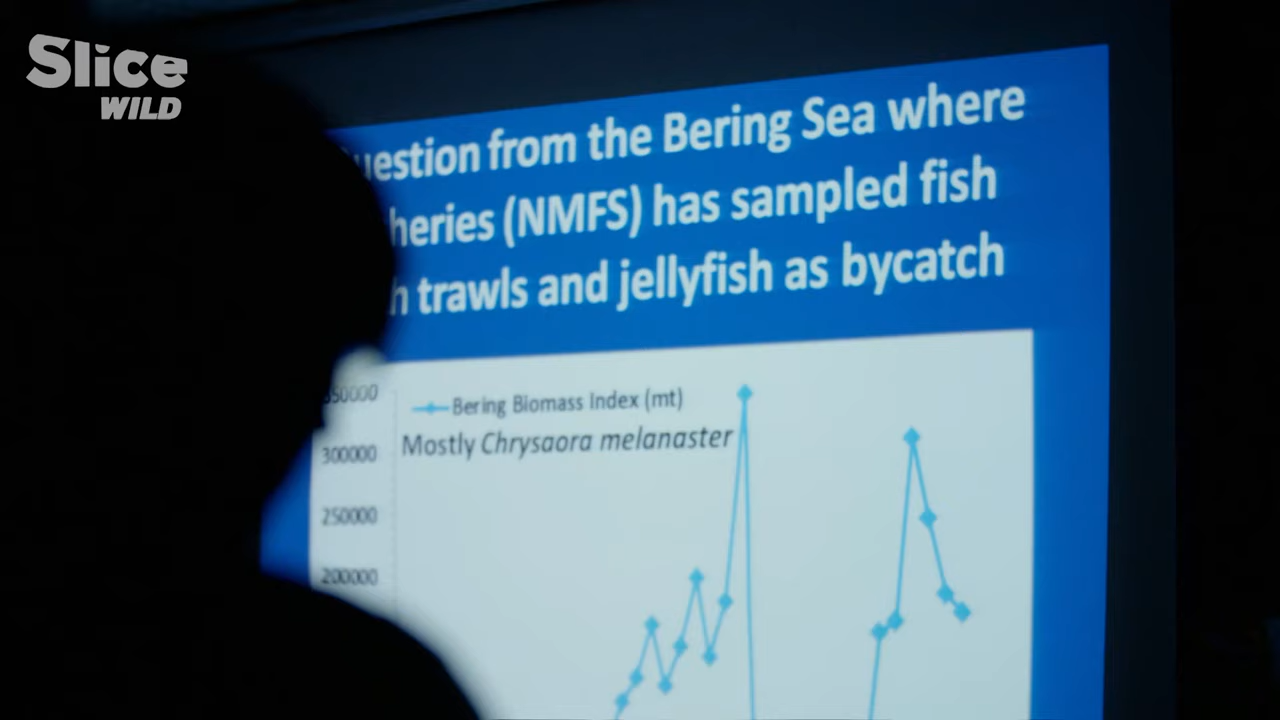 Slice
WILD
uestion from the Bering Sea where
heries (NMFS) has sampled fish
h trawls and jellyfish as bycatch
350000
Bering Biomass Index (mt)
Mostly Chrysaora melanaster
300000
250000
200000